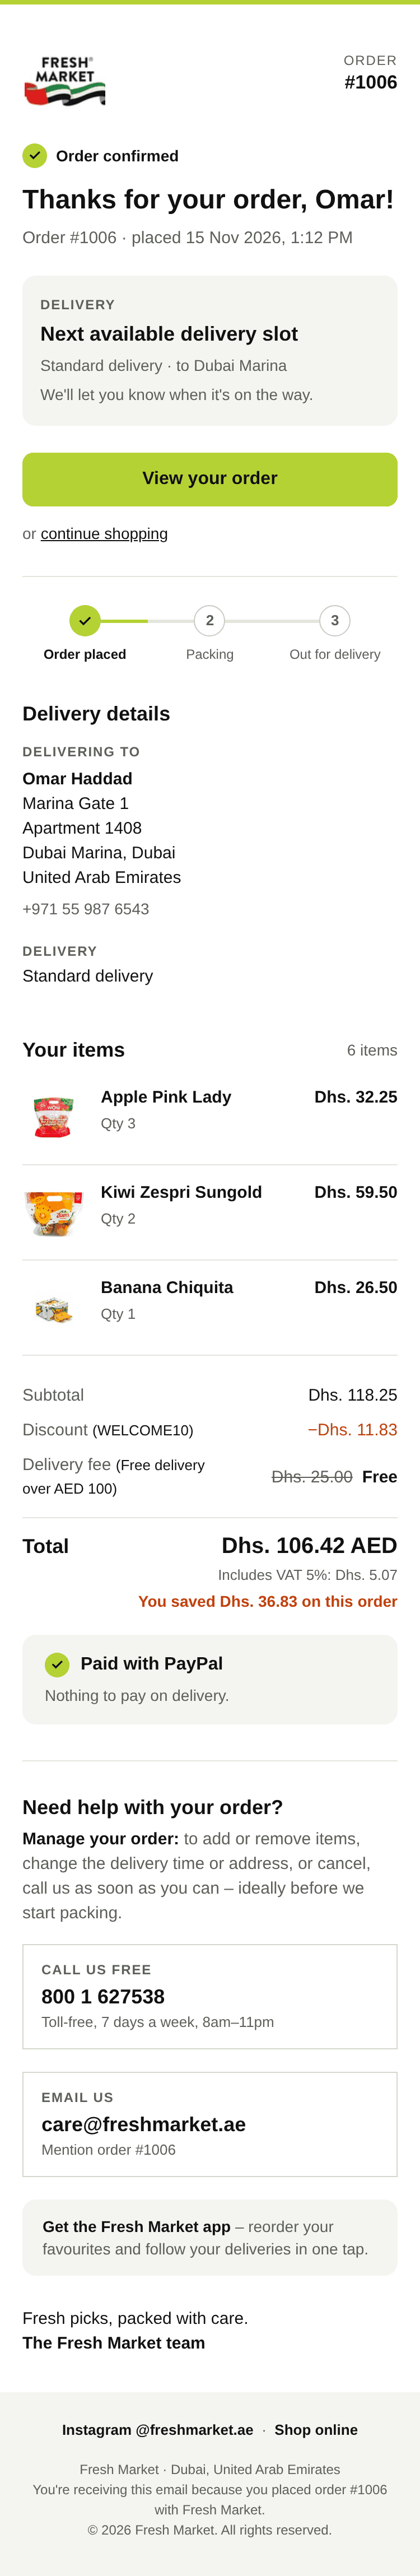 FRESH
MARKET
ORDER
#1006
Order confirmed
Thanks for your order, Omar!
Order #1006 · placed 15 Nov 2026, 1:12 PM
DELIVERY
Next available delivery slot
Standard delivery · to Dubai Marina
We'll let you know when it's on the way.
View your order
or continue shopping
2
3
Order placed
Packing
Out for delivery
Delivery details
DELIVERING TO
Omar Haddad
Marina Gate 1
Apartment 1408
Dubai Marina, Dubai
United Arab Emirates
+971 55 987 6543
DELIVERY
Standard delivery
Your items 6 items
Apple Pink Lady Dhs. 32.25
Qty 3
Kiwi Zespri Sungold Dhs. 59.50
Qty 2
Banana Chiquita Dhs. 26.50
Qty 1
Subtotal Dhs. 118.25
Discount (WELCOME10) −Dhs. 11.83
Delivery fee (Free delivery
over AED 100) Dhs. 25.00 Free
Total Dhs. 106.42 AED
Includes VAT 5%: Dhs. 5.07
You saved Dhs. 36.83 on this order
Paid with PayPal
Nothing to pay on delivery.
Need help with your order?
Manage your order: to add or remove items,
change the delivery time or address, or cancel,
call us as soon as you can – ideally before we
start packing.
CALL US FREE
800 1 627538
Toll-free, 7 days a week, 8am–11pm
EMAIL US
care@freshmarket.ae
Mention order #1006
Get the Fresh Market app – reorder your
favourites and follow your deliveries in one tap.
Fresh picks, packed with care.
The Fresh Market team
Instagram @freshmarket.ae · Shop online
Fresh Market · Dubai, United Arab Emirates
You're receiving this email because you placed order #1006
with Fresh Market.
© 2026 Fresh Market. All rights reserved.